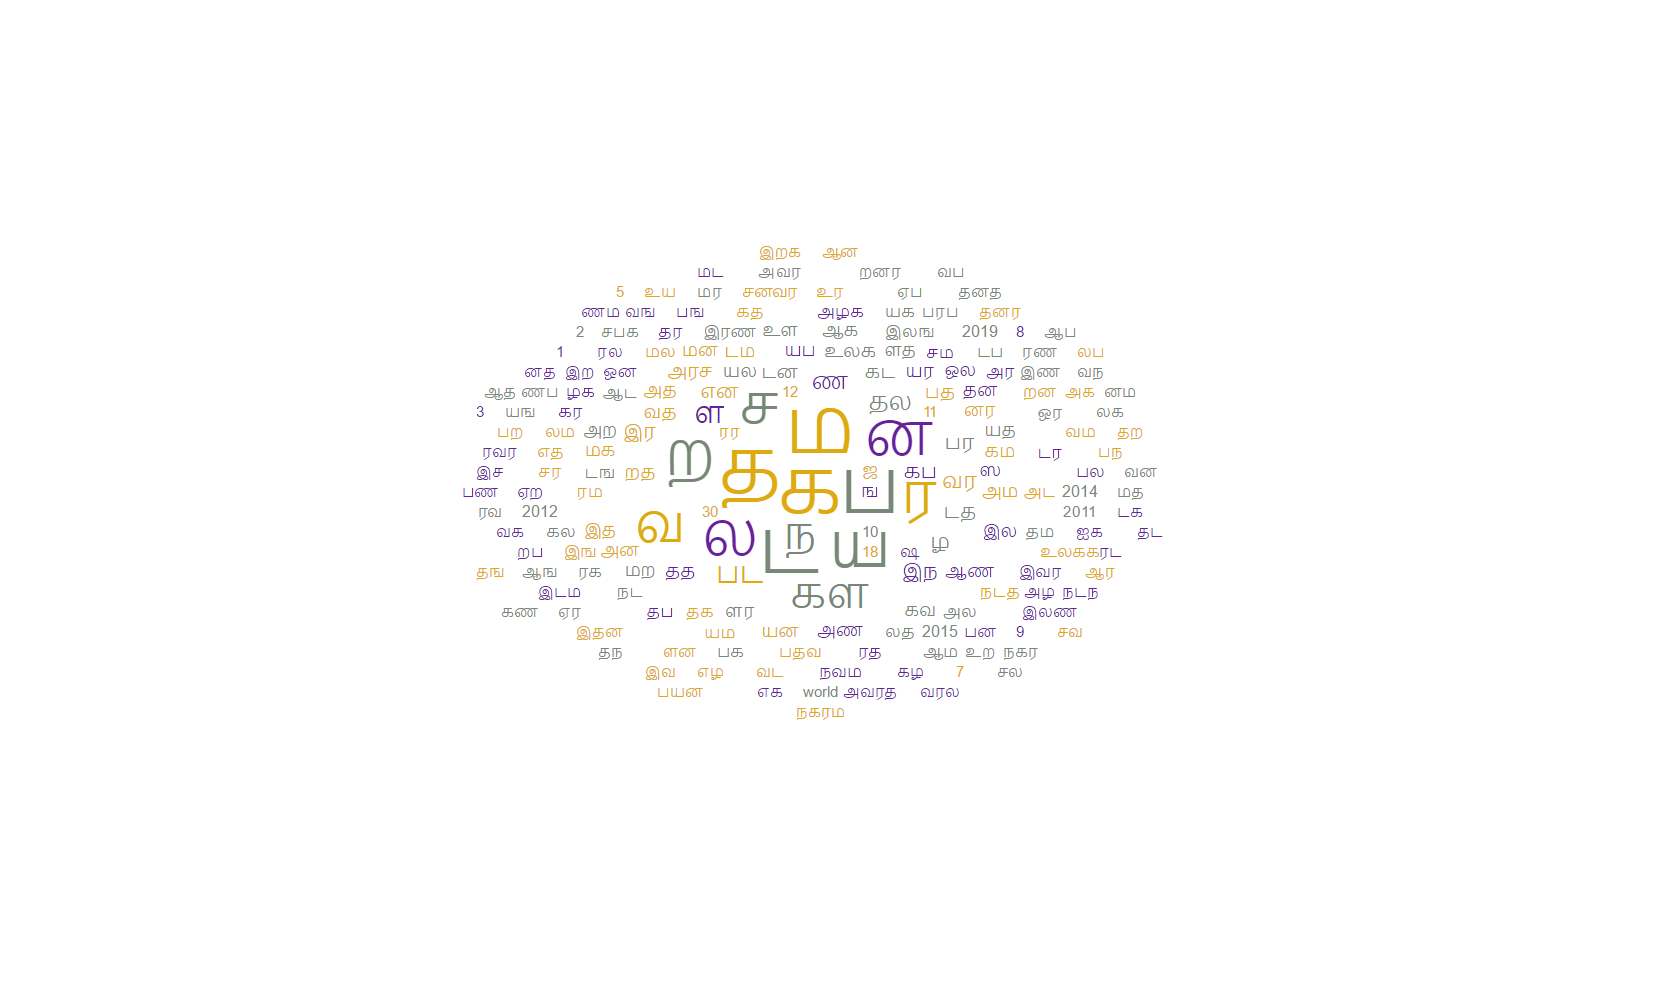 இறக ஆன
மட அவர றனர வப
5 உய மர சனவர உர ஏப தனத
ணம வங பங கத அழக யக பரப தனர
2 சபக தர இரண உள ஆக இலங 2019 8 ஆப
1 ரல மல மன டம யப உலக ளத சம டப ரண லப
னத இற ஒன அரச யல டன ண கட யர ஒல அர இண வந
ஆத ணப ழக ஆட அத என 12 பத தன றன அக னம
3 யங கர வத ள ச தல 11 னர ஒர லக
பற லம அற இர ரர ம ன பர யத வம தற
ரவர எத மக கம டர பந
இச சர டங றத ற த ஜ கப வர ஸ பல வன
பண ஏற ரம க ப ங ர அம அட 2014 மத
ரவ 2012 30 டத 2011 டக
வக கல இத வ ல ந 10 இல தம ஐக தட
றப இங அன ட ய 18 ஷ ழ உலகக ரட
தங ஆங ரக மற தத பட இந ஆண இவர ஆர
இடம நட கள நடத அழ நடந
கண ஏர தப தக ளர கவ அல இலண
இதன யம யன அண லத 2015 பன 9 சவ
தந ளன பக பதவ ரத ஆம உற நகர
இவ எழ வட நவம கழ 7 சல
பயன எக world அவரத வரல
நகரம